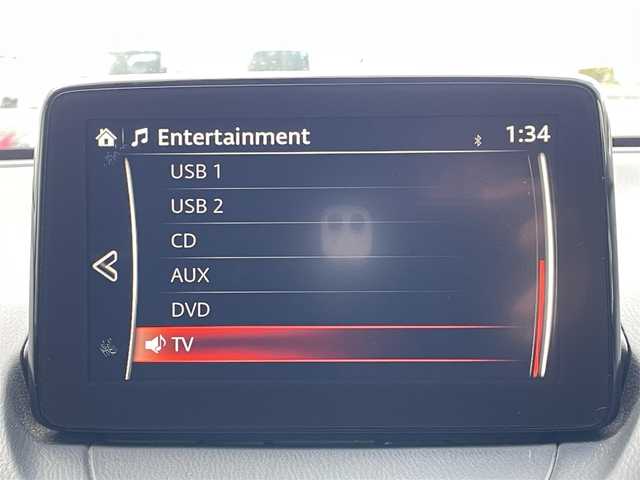 Entertainment
1:34
USB 1
USB 2
CD
AUX
DVD
TV